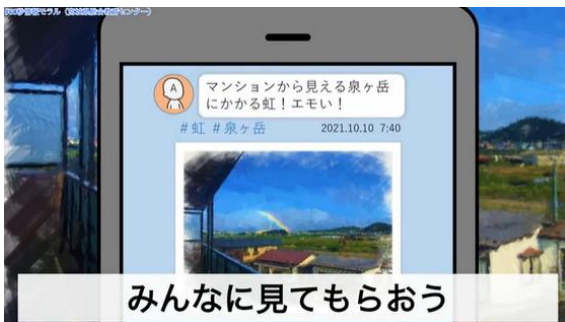 マンションから見える泉ヶ岳
にかかる虹！エモい！
A
#虹 #泉ヶ岳
2021.10.10 7:40
みんなに見てもらおう